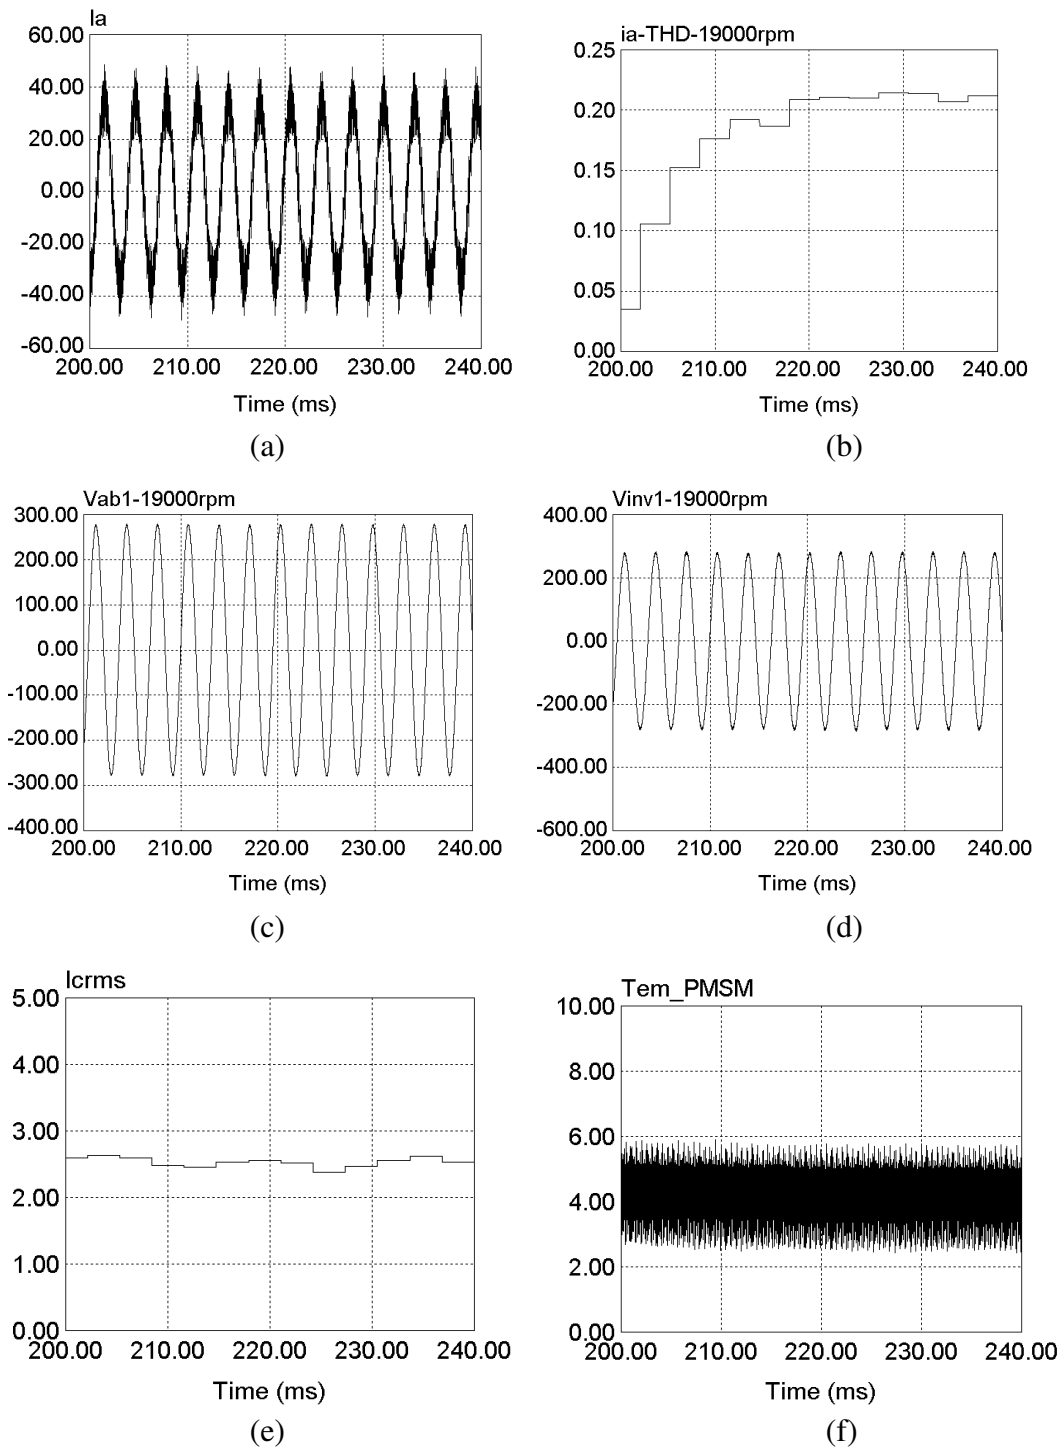 Ia
60.00
40.00
20.00
0.00
-20.00
-40.00
-60.00
200.00 210.00 220.00 230.00 240.00
Time (ms)
(a)
ia-THD-19000rpm
0.25
0.20
0.15
0.10
0.05
0.00
200.00 210.00 220.00 230.00 240.00
Time (ms)
(b)
Vab1-19000rpm
300.00
200.00
100.00
0.00
-100.00
-200.00
-300.00
-400.00
200.00 210.00 220.00 230.00 240.00
Time (ms)
(c)
Vinv1-19000rpm
400.00
200.00
0.00
-200.00
-400.00
-600.00
200.00 210.00 220.00 230.00 240.00
Time (ms)
(d)
Icrms
5.00
4.00
3.00
2.00
1.00
0.00
200.00 210.00 220.00 230.00 240.00
Time (ms)
(e)
Tem_PMSM
10.00
8.00
6.00
4.00
2.00
0.00
200.00 210.00 220.00 230.00 240.00
Time (ms)
(f)